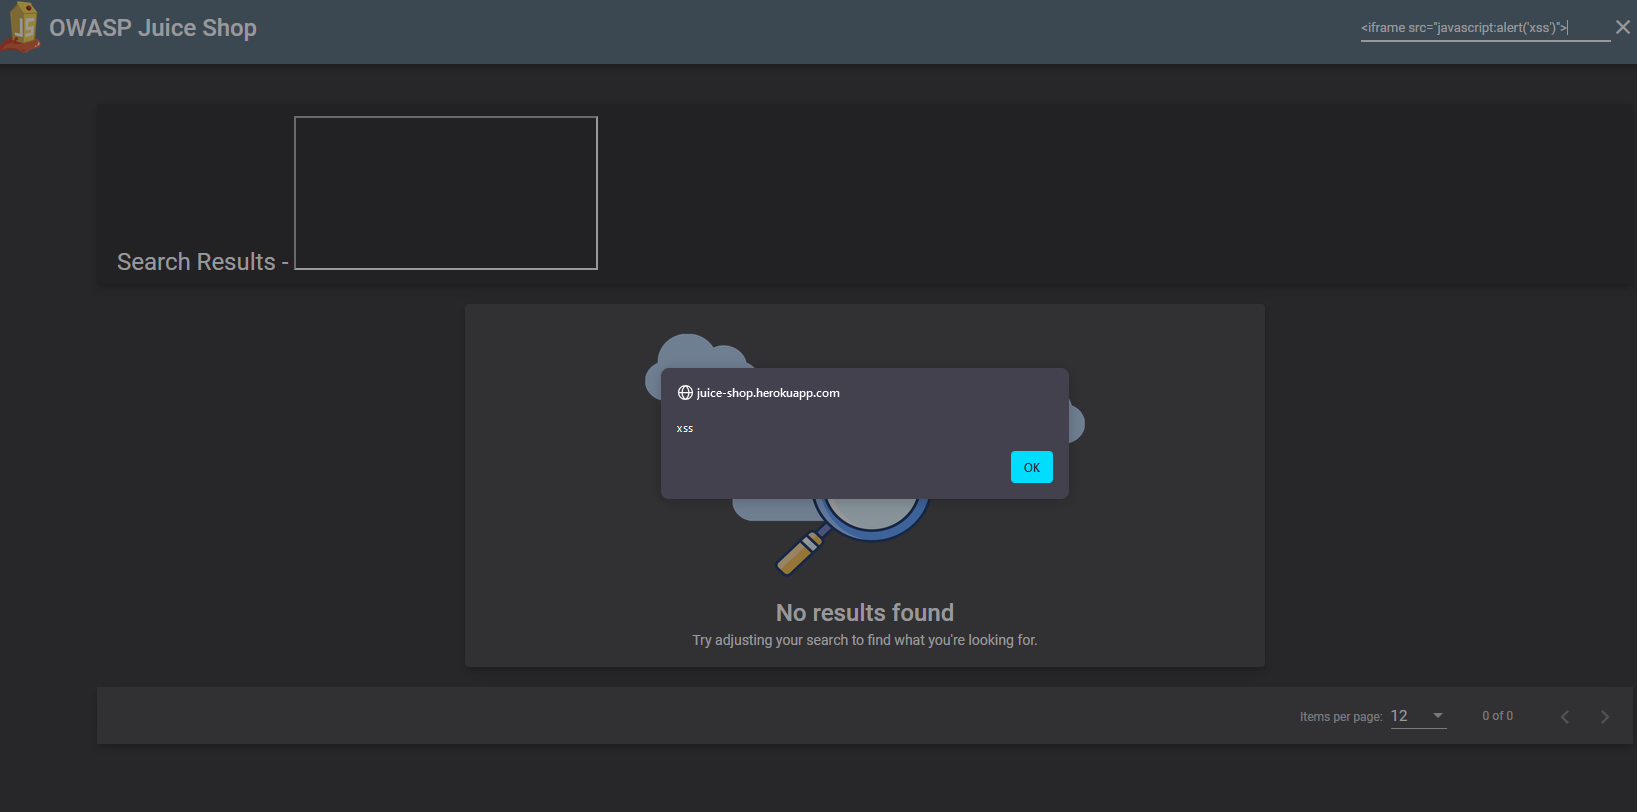 JS
OWASP Juice Shop
<iframe src="javascript:alert('xss')">
Search Results -
juice-shop.herokuapp.com
xss
OK
No results found
Try adjusting your search to find what you're looking for.
Items per page: 12
0 of 0